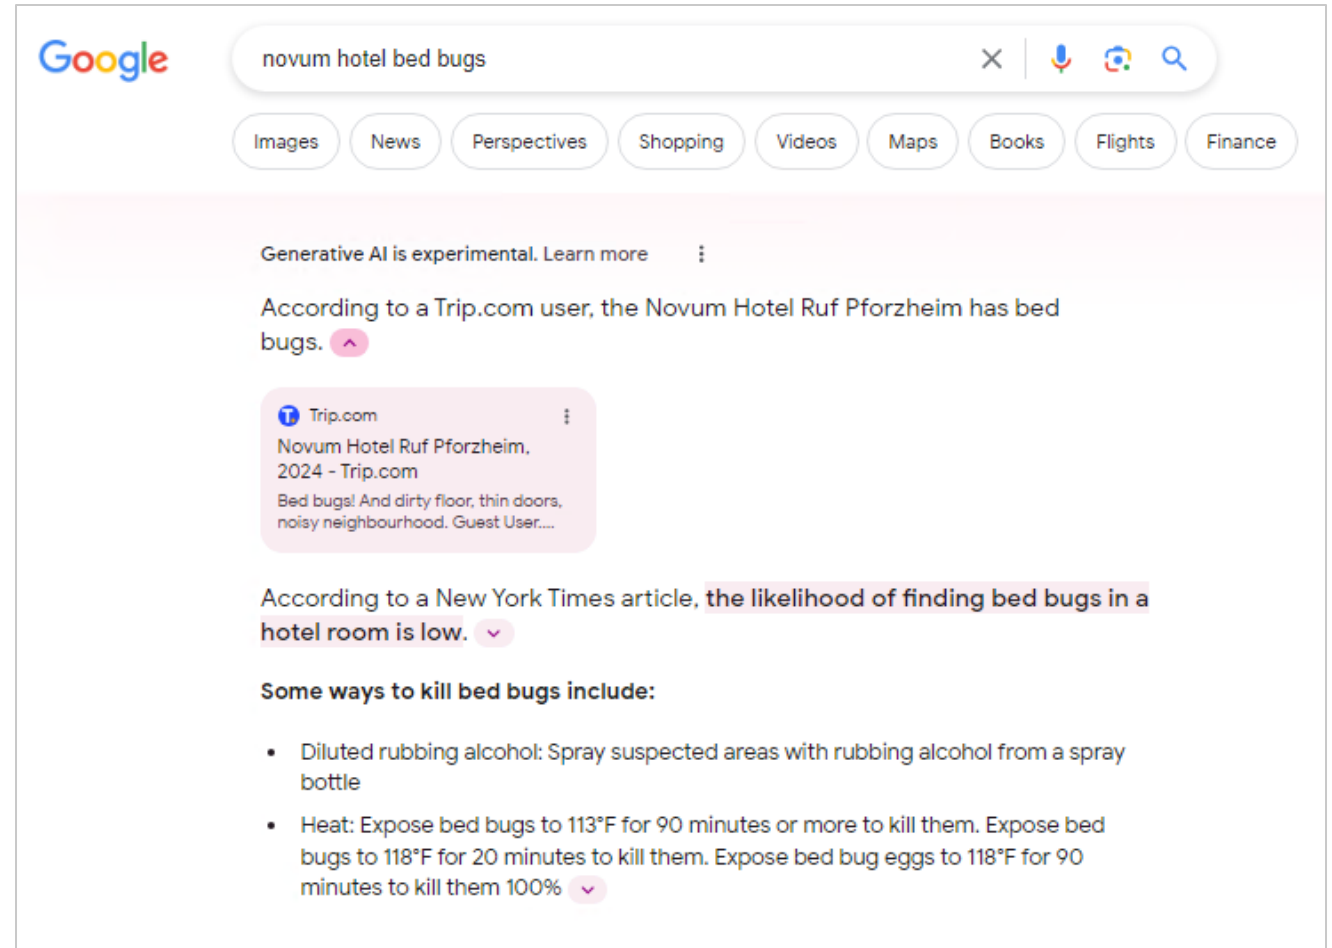 Google
novum hotel bed bugs
Images
News
Perspectives
Shopping
Videos
Maps
Books
Flights
Finance
Generative AI is experimental. Learn more
According to a Trip.com user, the Novum Hotel Ruf Pforzheim has bed
bugs.
Trip.com
Novum Hotel Ruf Pforzheim,
2024 - Trip.com
Bed bugs! And dirty floor, thin doors,
noisy neighbourhood. Guest User....
According to a New York Times article, the likelihood of finding bed bugs in a
hotel room is low.
Some ways to kill bed bugs include:
• Diluted rubbing alcohol: Spray suspected areas with rubbing alcohol from a spray
bottle
• Heat: Expose bed bugs to 113°F for 90 minutes or more to kill them. Expose bed
bugs to 118°F for 20 minutes to kill them. Expose bed bug eggs to 118°F for 90
minutes to kill them 100%